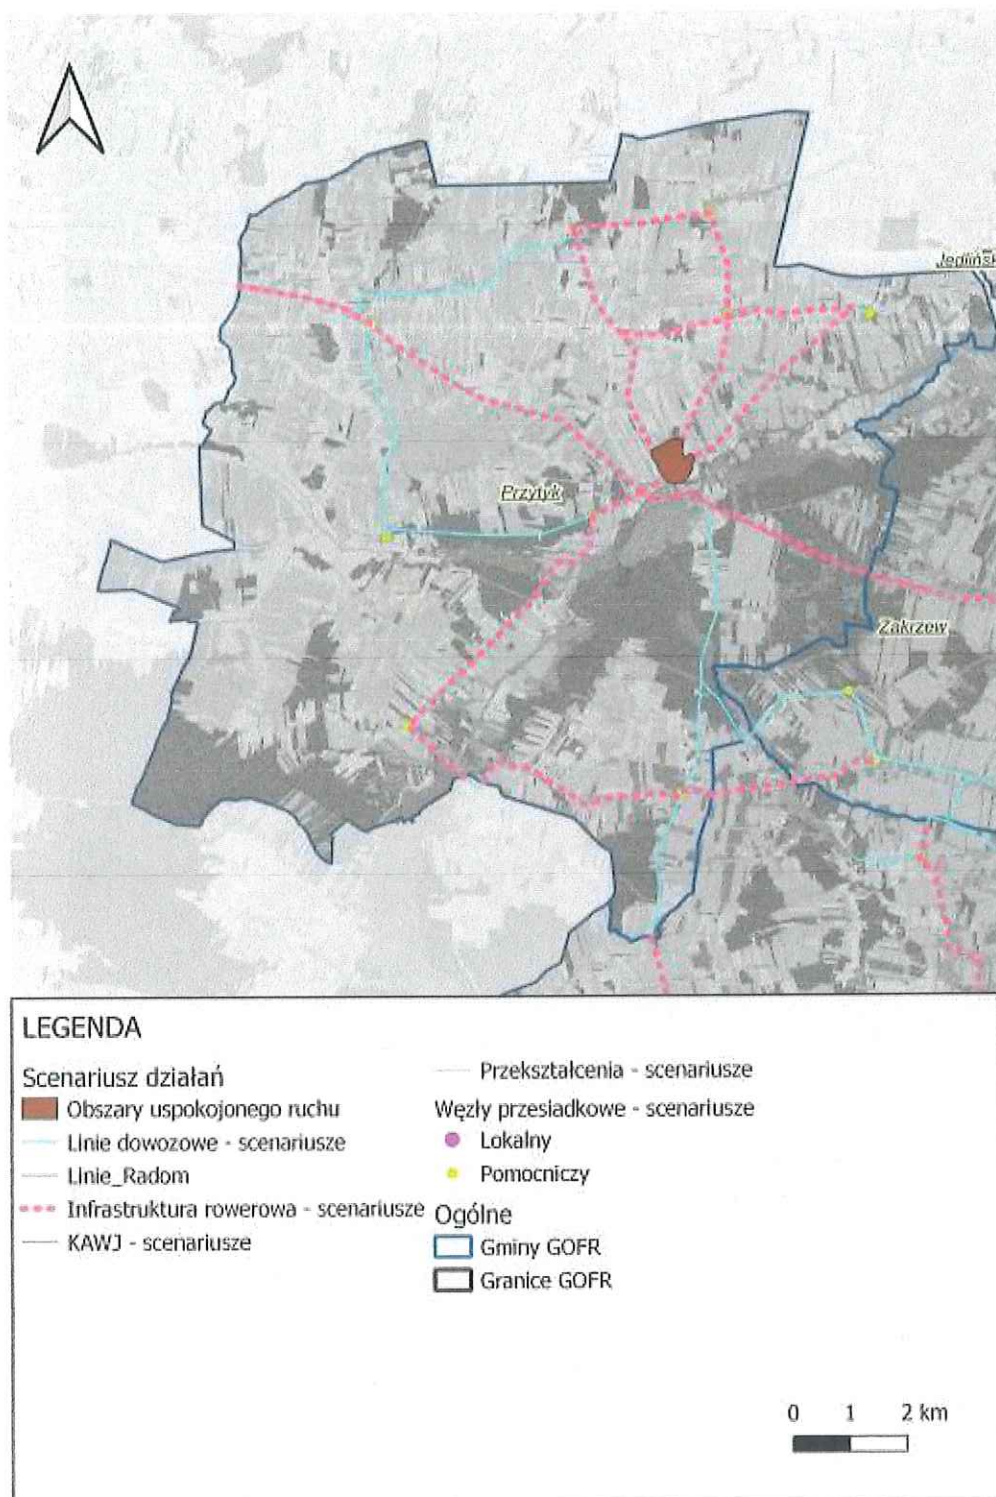 Jedlińsk
Przytyk
Zakrzew
LEGENDA
Scenariusz działań
Obszary uspokojonego ruchu
Linie dowozowe - scenariusze
Linie_Radom
Infrastruktura rowerowa - scenariusze
KAWJ - scenariusze
Przekształcenia - scenariusze
Węzły przesiadkowe - scenariusze
Lokalny
Pomocniczy
Ogólne
Gminy GOFR
Granice GOFR
0 1 2 km